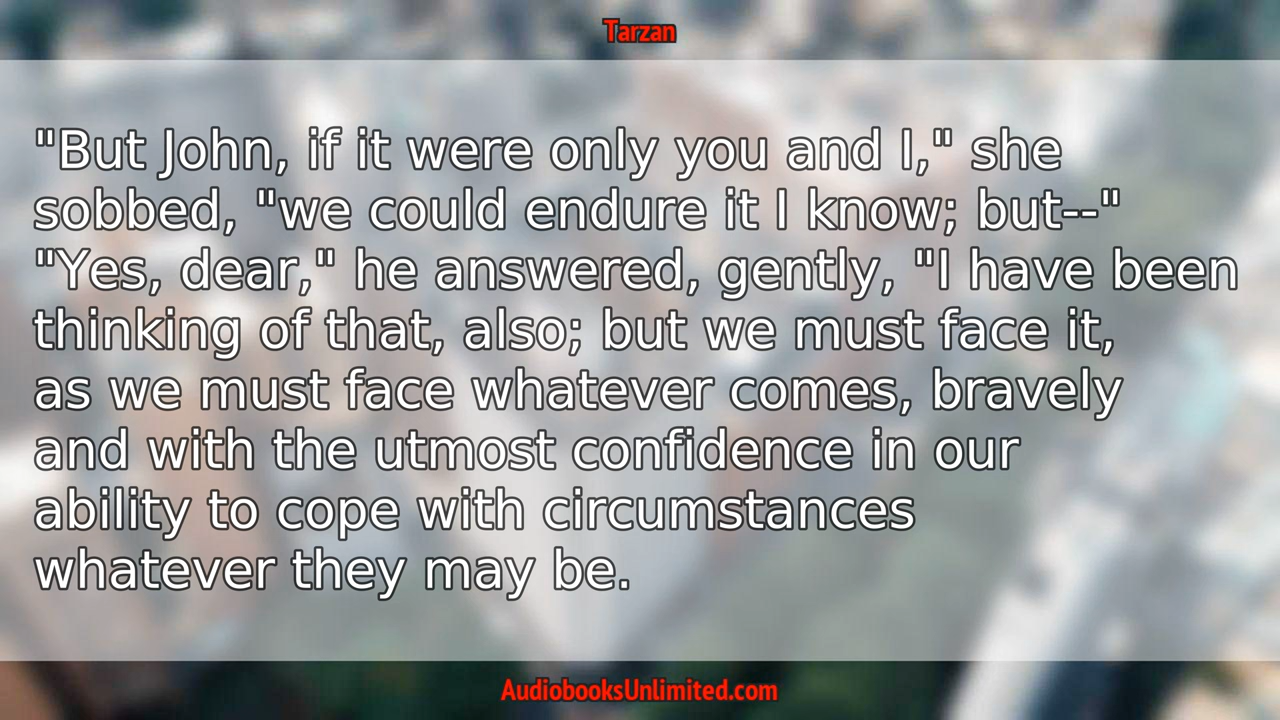 Tarzan
"But John, if it were only you and I," she
sobbed, "we could endure it I know; but--"
"Yes, dear," he answered, gently, "I have been
thinking of that, also; but we must face it,
as we must face whatever comes, bravely
and with the utmost confidence in our
ability to cope with circumstances
whatever they may be.
AudiobooksUnlimited.com